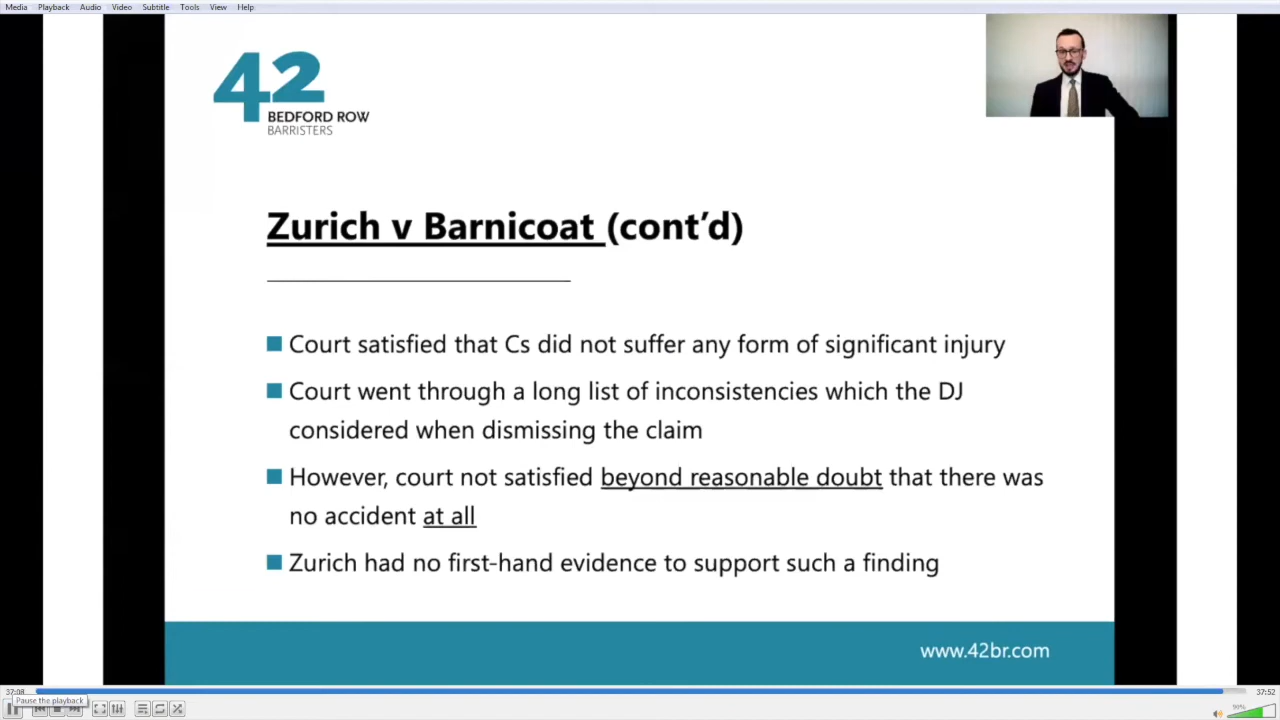 Media Playback Audio Video Subtitle Tools View Help
42
BEDFORD ROW
BARRISTERS
Zurich v Barnicoat (cont’d)
Court satisfied that Cs did not suffer any form of significant injury
Court went through a long list of inconsistencies which the DJ
considered when dismissing the claim
However, court not satisfied beyond reasonable doubt that there was
no accident at all
Zurich had no first-hand evidence to support such a finding
www.42br.com
37:08 37:52
Pause the playback
90%